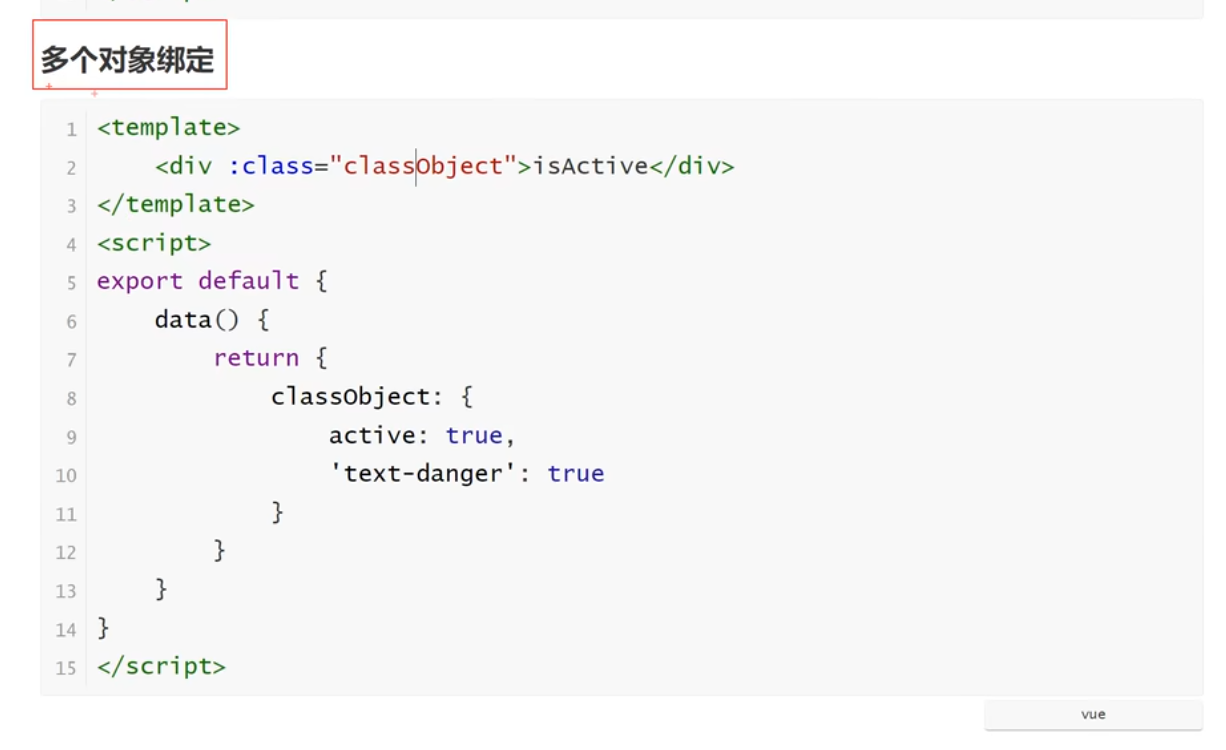 多个对象绑定
1 <template>
2     <div :class="classObject">isActive</div>
3 </template>
4 <script>
5 export default {
6     data() {
7         return {
8             classObject: {
9                 active: true,
10                 'text-danger': true
11             }
12         }
13     }
14 }
15 </script>
vue